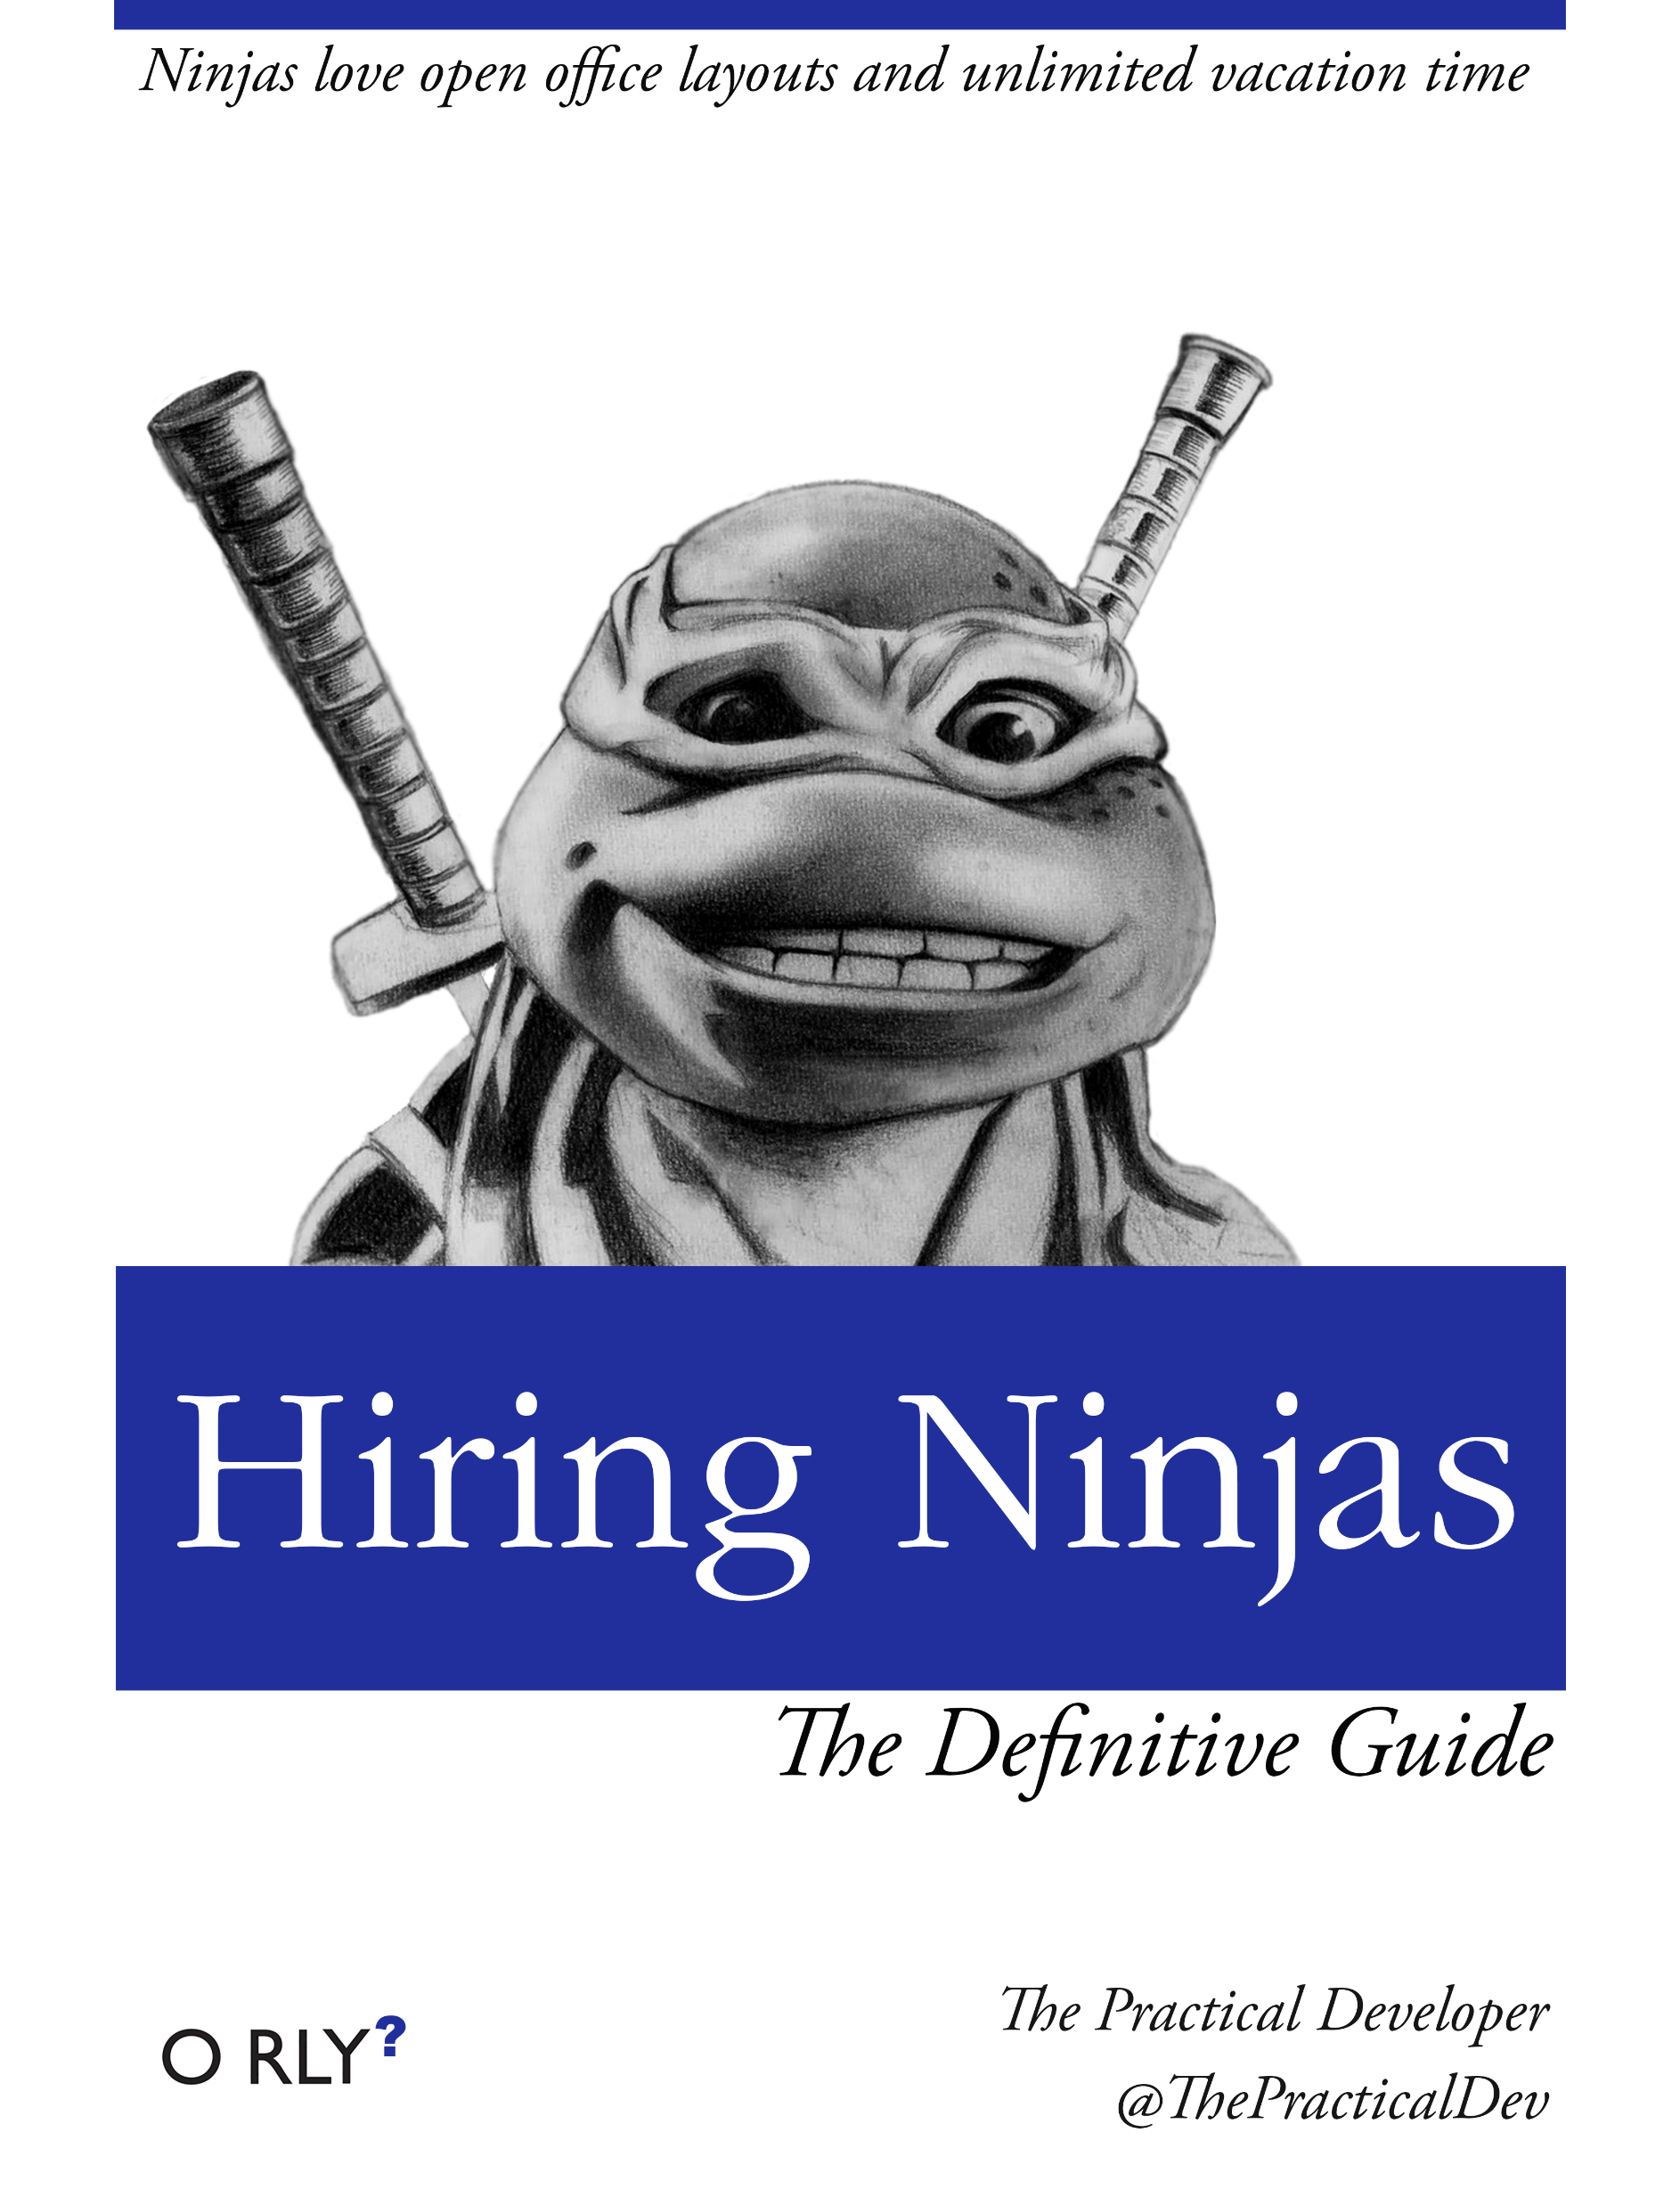 Ninjas love open office layouts and unlimited vacation time
Hiring Ninjas
The Definitive Guide
The Practical Developer
O RLY?
@ThePracticalDev